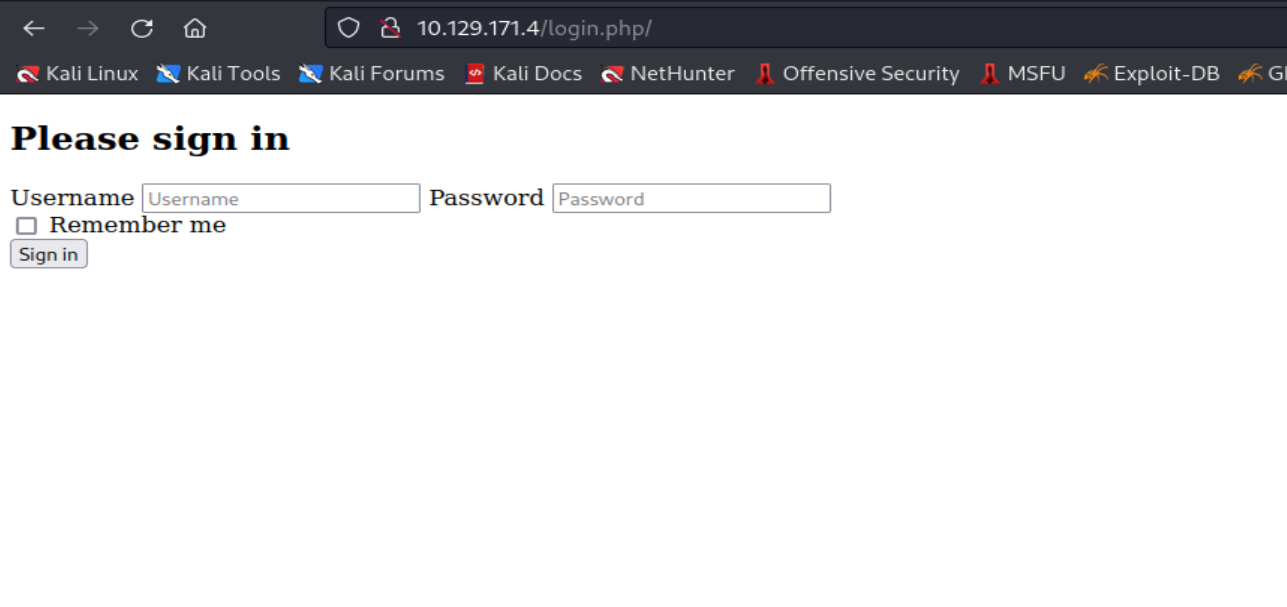 10.129.171.4/login.php/
Kali Linux Kali Tools Kali Forums Kali Docs NetHunter Offensive Security MSFU Exploit-DB
Please sign in
Username Username Password Password
Remember me
Sign in